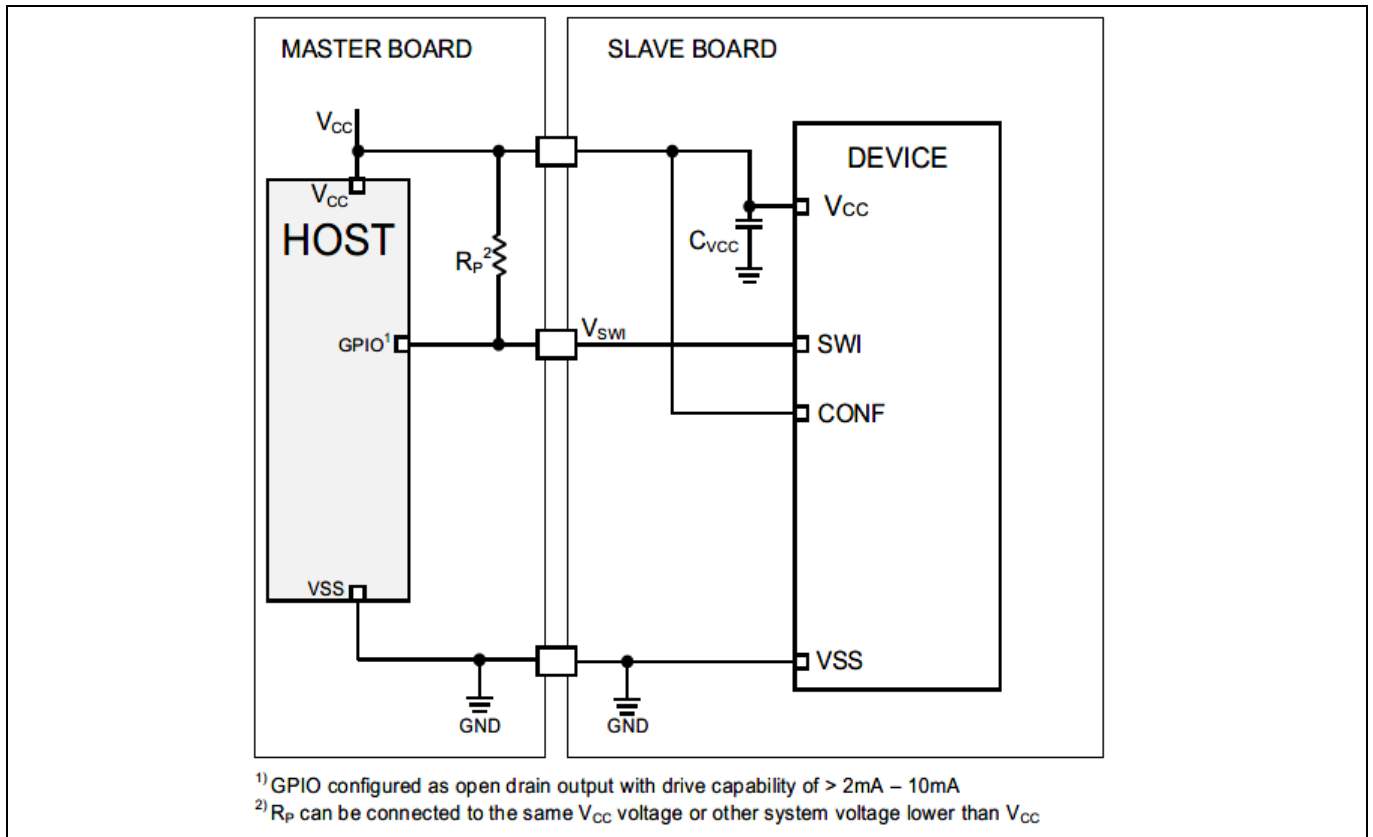 MASTER BOARD
SLAVE BOARD
VCC
VCC
HOST
RP2
GPIO1
VSS
GND
DEVICE
VCC
CVCC
VSWI
SWI
CONF
VSS
GND
1) GPIO configured as open drain output with drive capability of > 2mA – 10mA
2) RP can be connected to the same VCC voltage or other system voltage lower than VCC